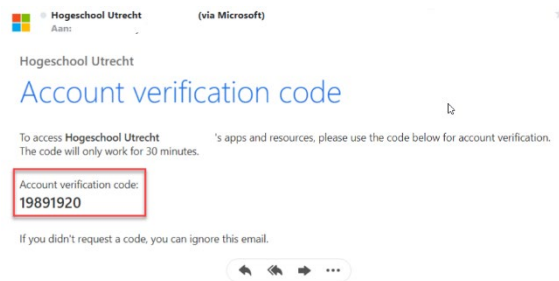 Hogeschool Utrecht (via Microsoft)
Aan:
Hogeschool Utrecht
Account verification code
To access Hogeschool Utrecht 's apps and resources, please use the code below for account verification.
The code will only work for 30 minutes.
Account verification code:
19891920
If you didn't request a code, you can ignore this email.